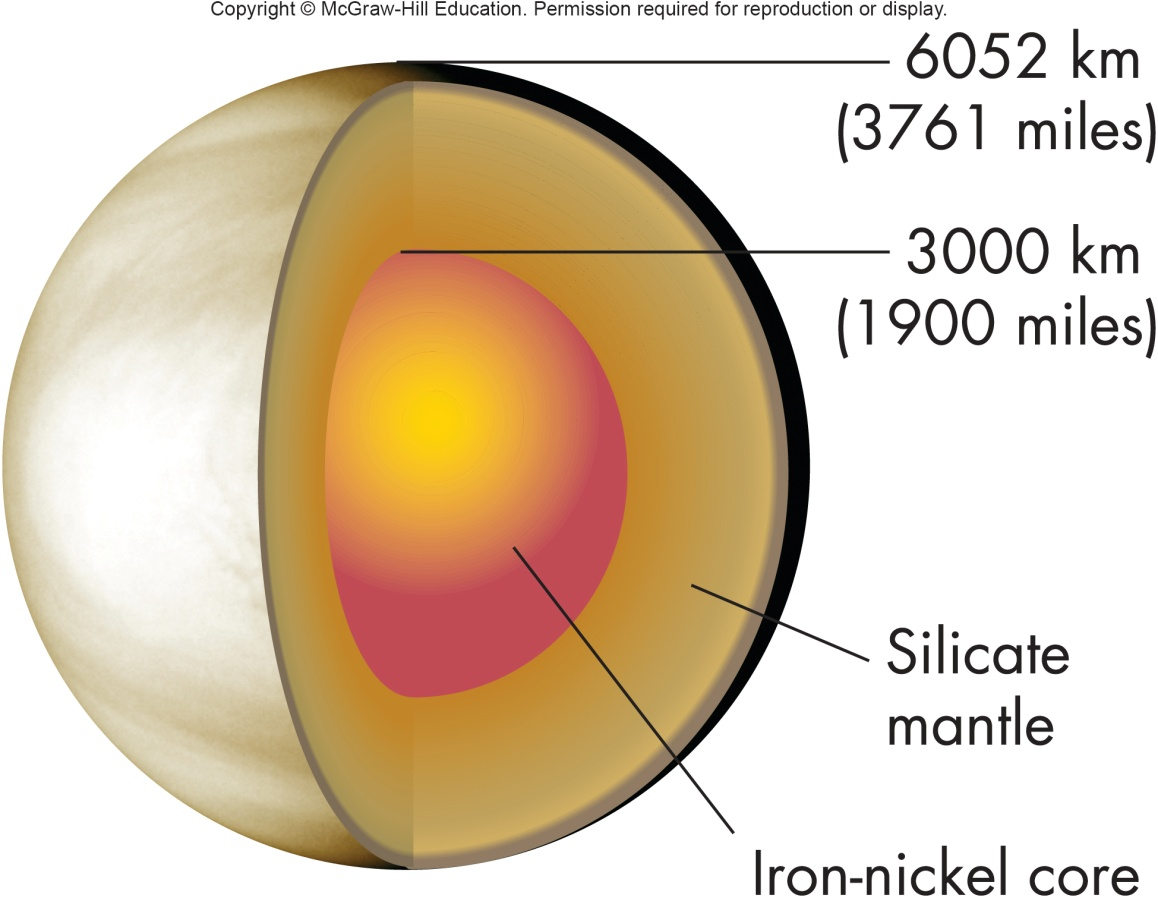 Copyright © McGraw-Hill Education. Permission required for reproduction or display.
6052 km
(3761 miles)
3000 km
(1900 miles)
Silicate
mantle
Iron-nickel core